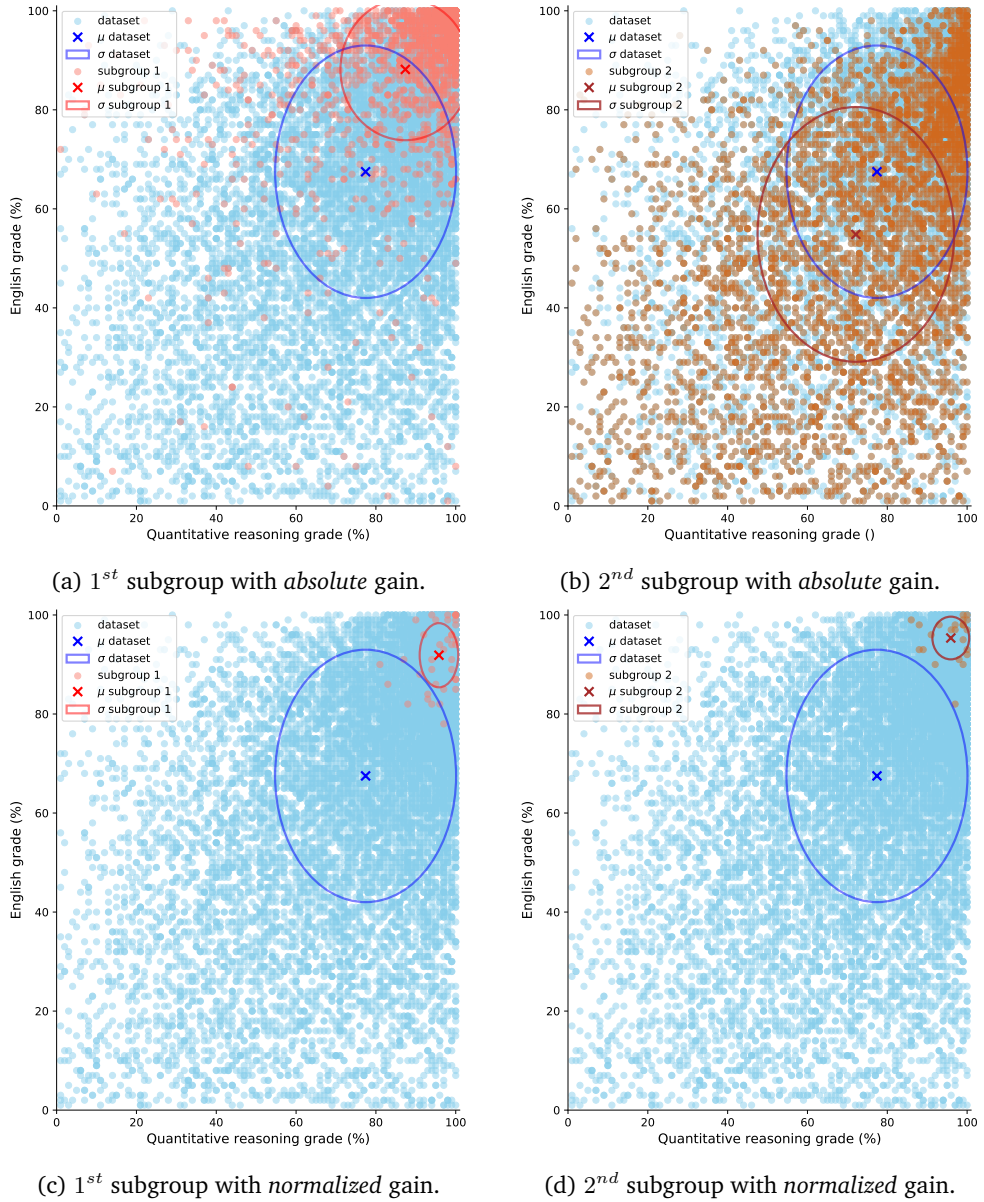 100
80
60
40
20
0
English grade (%)
dataset
μ dataset
σ dataset
subgroup 1
μ subgroup 1
σ subgroup 1
0 20 40 60 80 100
Quantitative reasoning grade (%)
(a) 1st subgroup with absolute gain.
100
80
60
40
20
0
English grade (%)
dataset
μ dataset
σ dataset
subgroup 2
μ subgroup 2
σ subgroup 2
0 20 40 60 80 100
Quantitative reasoning grade ()
(b) 2nd subgroup with absolute gain.
100
80
60
40
20
0
English grade (%)
dataset
μ dataset
σ dataset
subgroup 1
μ subgroup 1
σ subgroup 1
0 20 40 60 80 100
Quantitative reasoning grade (%)
(c) 1st subgroup with normalized gain.
100
80
60
40
20
0
English grade (%)
dataset
μ dataset
σ dataset
subgroup 2
μ subgroup 2
σ subgroup 2
0 20 40 60 80 100
Quantitative reasoning grade (%)
(d) 2nd subgroup with normalized gain.